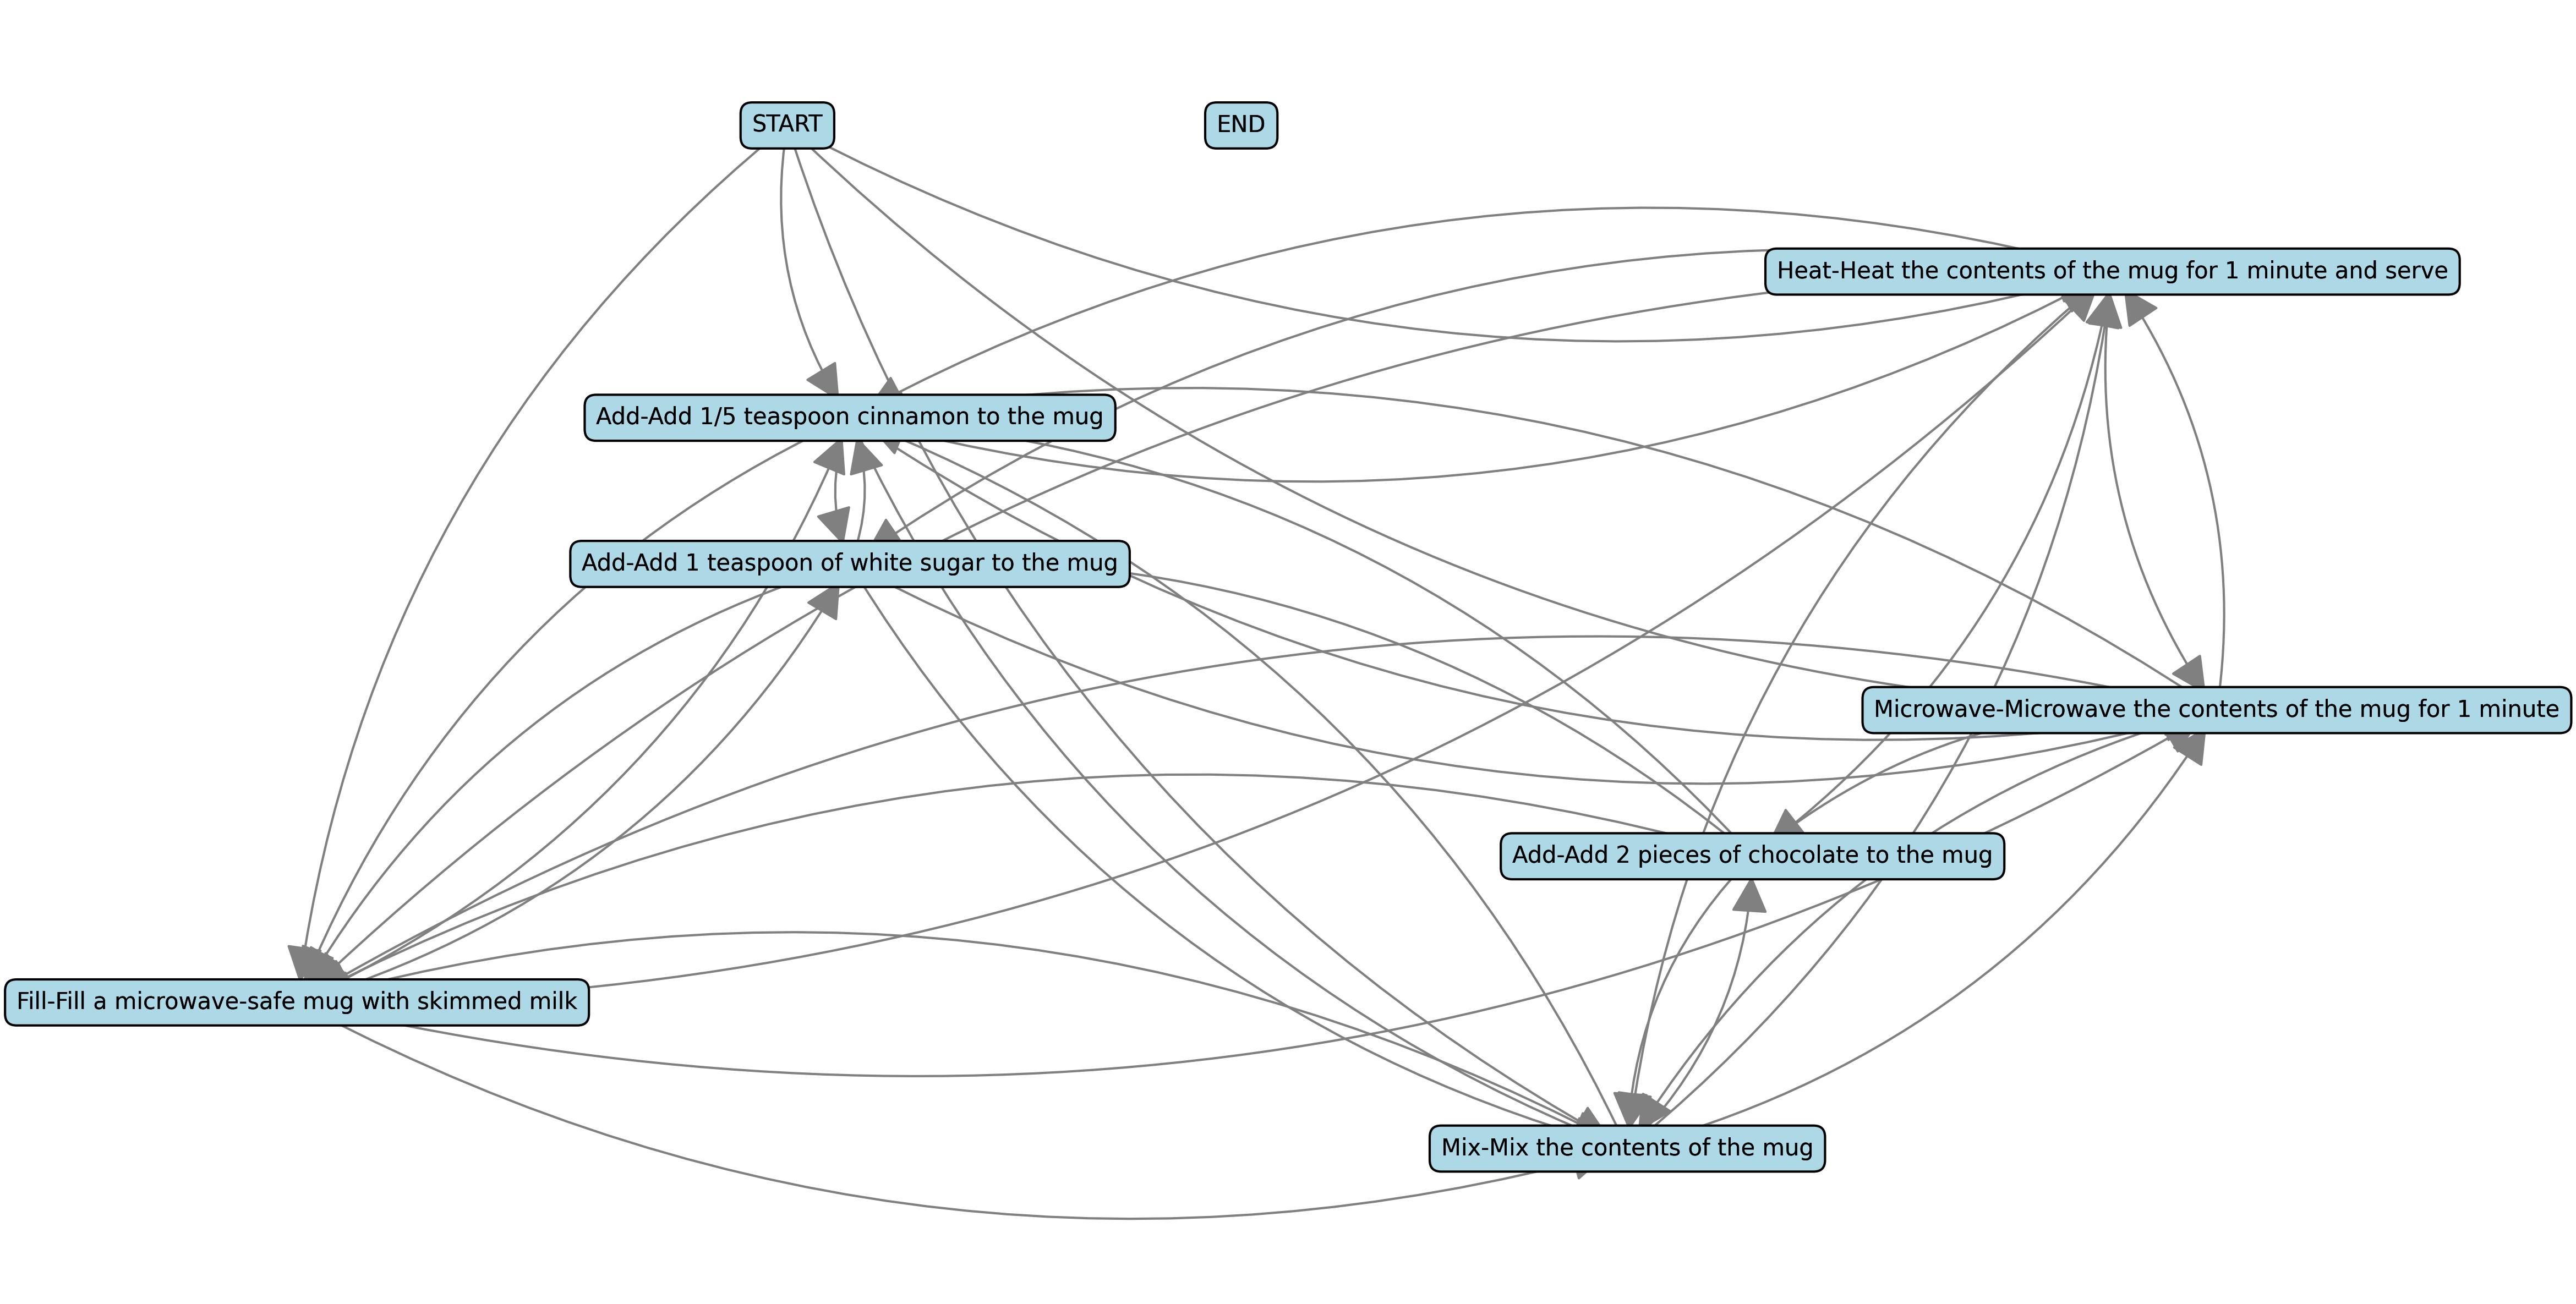 START
END
Heat-Heat the contents of the mug for 1 minute and serve
Add-Add 1/5 teaspoon cinnamon to the mug
Add-Add 1 teaspoon of white sugar to the mug
Microwave-Microwave the contents of the mug for 1 minute
Add-Add 2 pieces of chocolate to the mug
Fill-Fill a microwave-safe mug with skimmed milk
Mix-Mix the contents of the mug